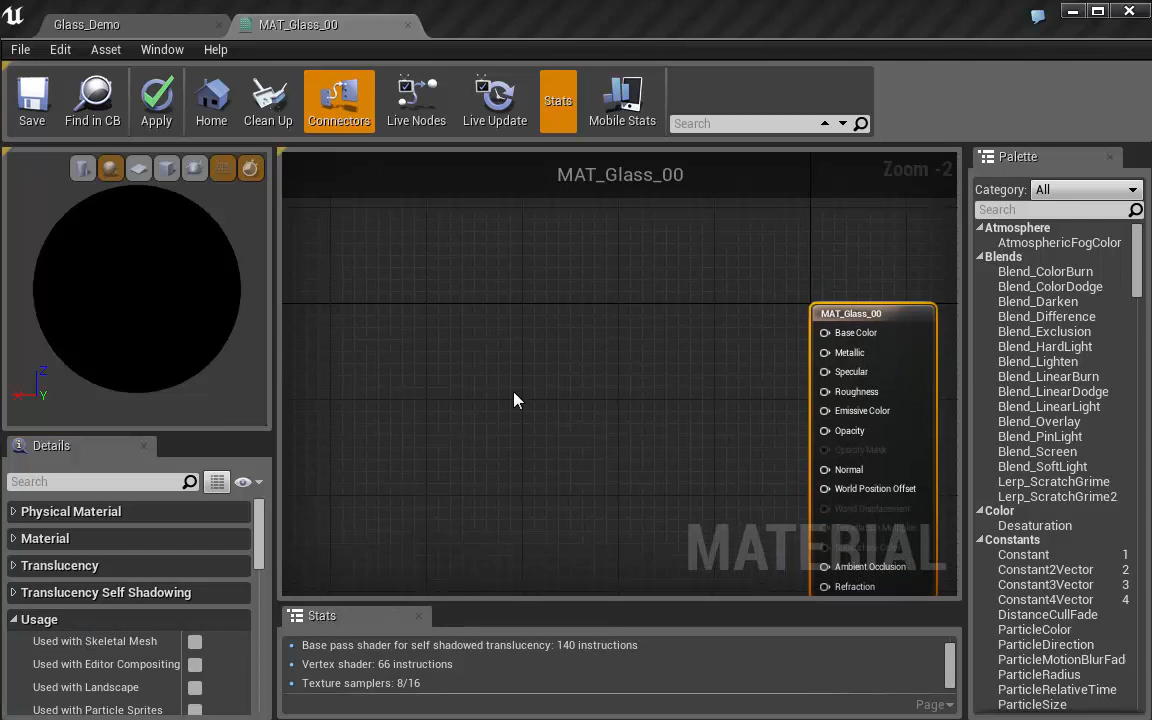 Glass_Demo
MAT_Glass_00
File Edit Asset Window Help
Save
Find in CB
Apply
Home
Clean Up
Connectors
Live Nodes
Live Update
Stats
Mobile Stats
Search
MAT_Glass_00
Zoom -2
Z
X
Y
MAT_Glass_00
Base Color
Metallic
Specular
Roughness
Emissive Color
Opacity
Opacity Mask
Normal
World Position Offset
World Displacement
Ambient Occlusion
Refraction
MATERIAL
Details
Search
Physical Material
Material
Translucency
Translucency Self Shadowing
Usage
Used with Skeletal Mesh
Used with Editor Compositing
Used with Landscape
Used with Particle Sprites
Stats
Base pass shader for self shadowed translucency: 140 instructions
Vertex shader: 66 instructions
Texture samplers: 8/16
Page
Palette
Category: All
Search
Atmosphere
AtmosphericFogColor
Blends
Blend_ColorBurn
Blend_ColorDodge
Blend_Darken
Blend_Difference
Blend_Exclusion
Blend_HardLight
Blend_Lighten
Blend_LinearBurn
Blend_LinearDodge
Blend_LinearLight
Blend_Overlay
Blend_PinLight
Blend_Screen
Blend_SoftLight
Lerp_ScratchGrime
Lerp_ScratchGrime2
Color
Desaturation
Constants
Constant 1
Constant2Vector 2
Constant3Vector 3
Constant4Vector 4
DistanceCullFade
ParticleColor
ParticleDirection
ParticleMotionBlurFad
ParticleRadius
ParticleRelativeTime
ParticleSize